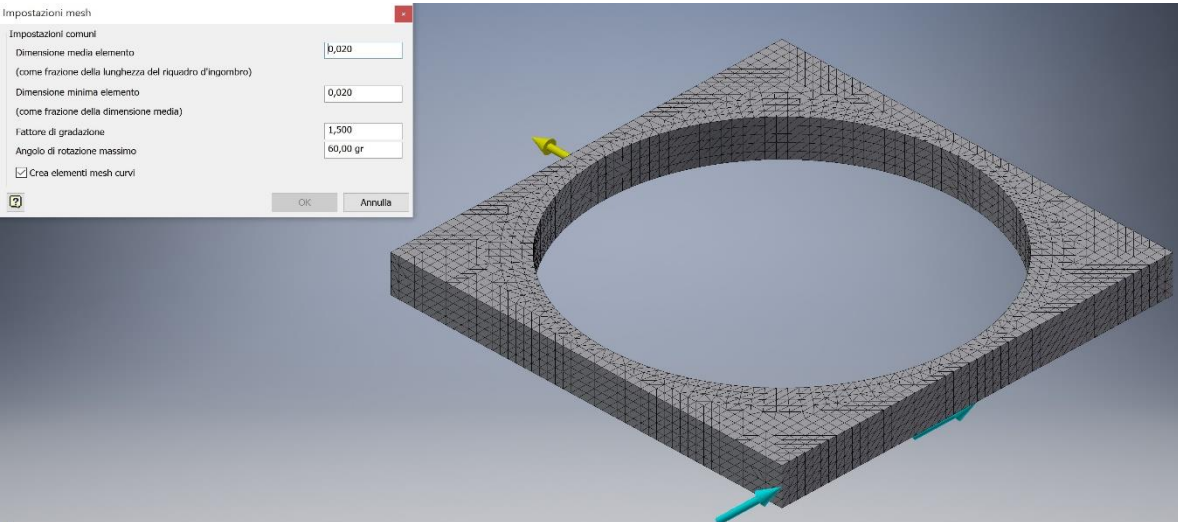 Impostazioni mesh
Impostazioni comuni
Dimensione media elemento 0,020
(come frazione della lunghezza del riquadro d'ingombro)
Dimensione minima elemento 0,020
(come frazione della dimensione media)
Fattore di gradazione 1,500
Angolo di rotazione massimo 60,00 gr
Crea elementi mesh curvi
OK Annulla